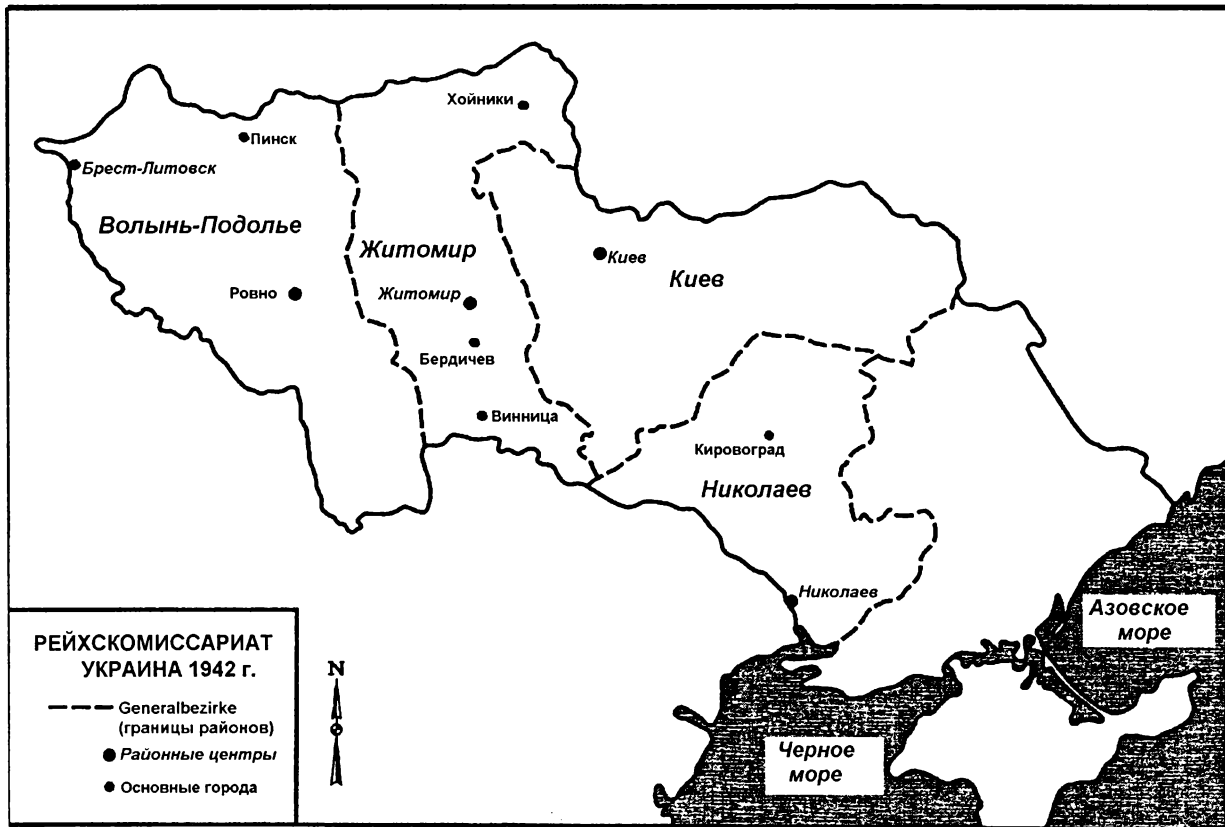 Хойники
Пинск
Брест-Литовск
Волынь-Подолье
Житомир
Киев
Киев
Ровно
Житомир
Бердичев
Винница
Кировоград
Николаев
Николаев
Азовское
море
РЕЙХСКОМИССАРИАТ
УКРАИНА 1942 г.
Generalbezirke
(границы районов)
Районные центры
Основные города
N
Черное
море